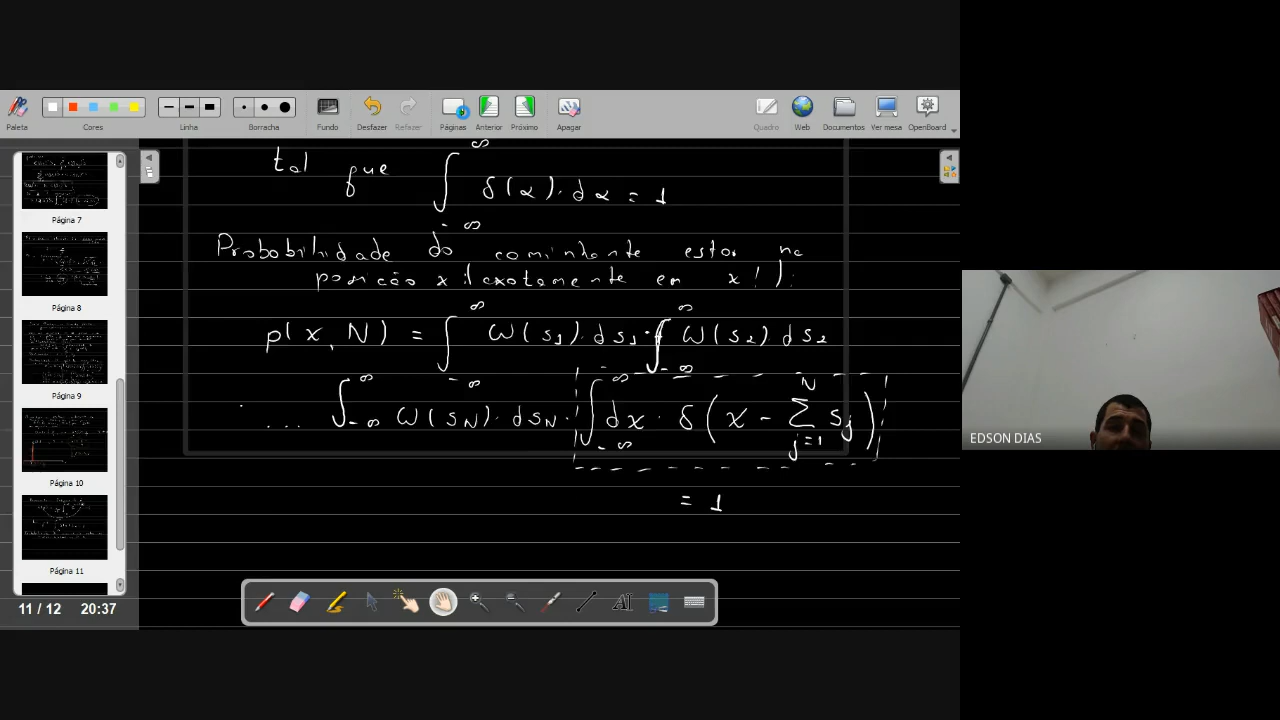 Paleta Cores Linha Borracha Fundo Desfazer Refazer Páginas Anterior Próximo Apagar Quadro Web Documentos Ver mesa OpenBoard
Página 7
Página 8
Página 9
Página 10
Página 11
11 / 12 20:37
tal que ∫_{-∞}^{∞} δ(α)·dα = 1
Probabilidade do caminhante estar na
posição x (exatamente em x!):
p(x, N) = ∫_{-∞}^{∞} ω(s₁)·ds₁·∫_{-∞}^{∞} ω(s₂)ds₂
... ∫_{-∞}^{∞} ω(s_N)·ds_N·∫_{-∞}^{∞} dx·δ(x - ∑_{j=1}^{N} s_j)
= 1
EDSON DIAS